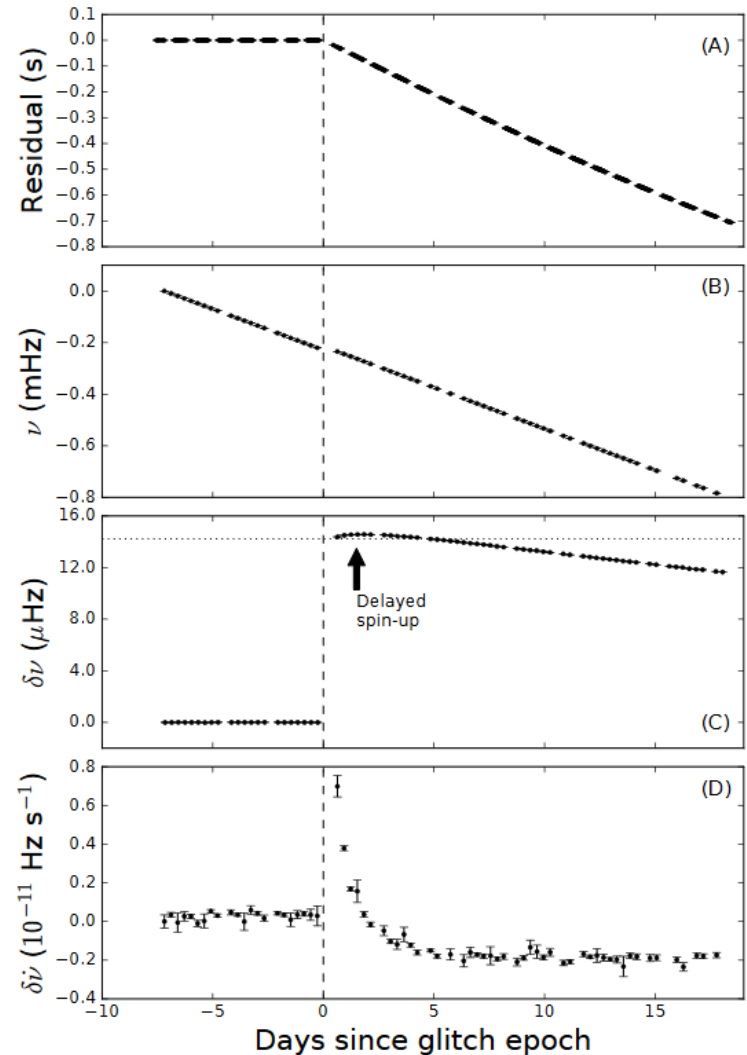 0.1
0.0
−0.1
−0.2
−0.3
−0.4
−0.5
−0.6
−0.7
−0.8
Residual (s)
(A)
0.0
−0.2
−0.4
−0.6
−0.8
ν (mHz)
(B)
16.0
12.0
8.0
4.0
0.0
δν (μHz)
Delayed
spin-up
(C)
0.8
0.6
0.4
0.2
0.0
−0.2
−0.4
δν̇ (10⁻¹¹ Hz s⁻¹)
(D)
−10 −5 0 5 10 15
Days since glitch epoch